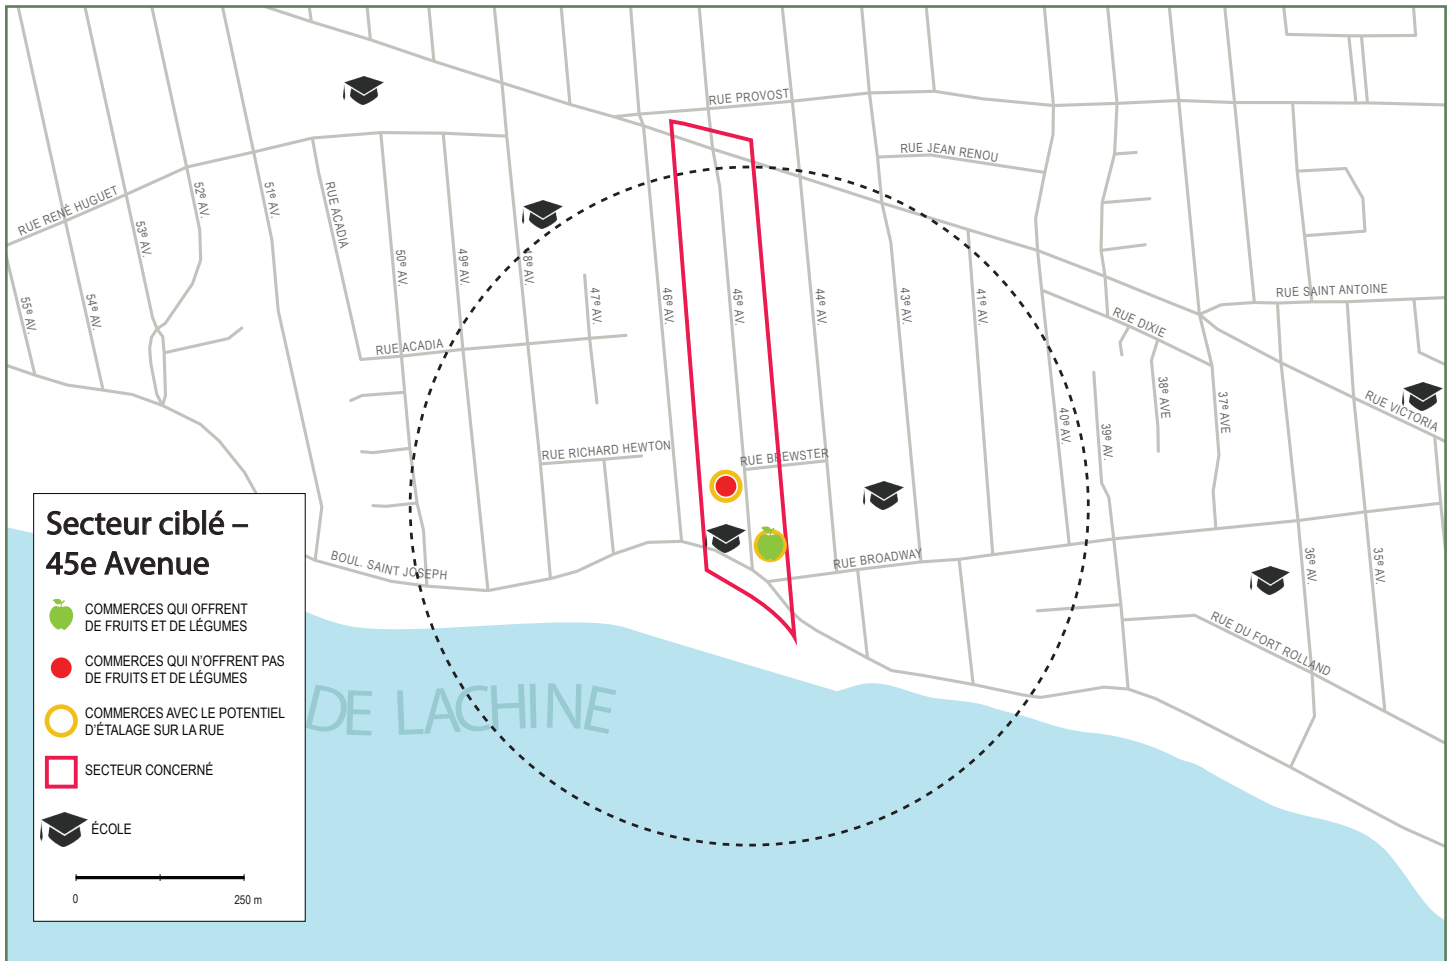 RUE PROVOST
RUE JEAN RENOU
RUE RENÉ HUGUET
55e AV.
54e AV.
53e AV.
52e AV.
51e AV.
RUE ACADIA
50e AV.
49e AV.
48e AV.
47e AV.
46e AV.
45e AV.
44e AV.
43e AV.
41e AV.
RUE SAINT ANTOINE
RUE DIXIE
RUE ACADIA
40e AV.
39e AV.
38e AVE
37e AVE
RUE VICTORIA
RUE RICHARD HEWTON
RUE BREWSTER
BOUL. SAINT JOSEPH
RUE BROADWAY
36e AV.
35e AV.
RUE DU FORT ROLLAND
DE LACHINE
Secteur ciblé –
45e Avenue
COMMERCES QUI OFFRENT
DE FRUITS ET DE LÉGUMES
COMMERCES QUI N'OFFRENT PAS
DE FRUITS ET DE LÉGUMES
COMMERCES AVEC LE POTENTIEL
D'ÉTALAGE SUR LA RUE
SECTEUR CONCERNÉ
ÉCOLE
0
250 m